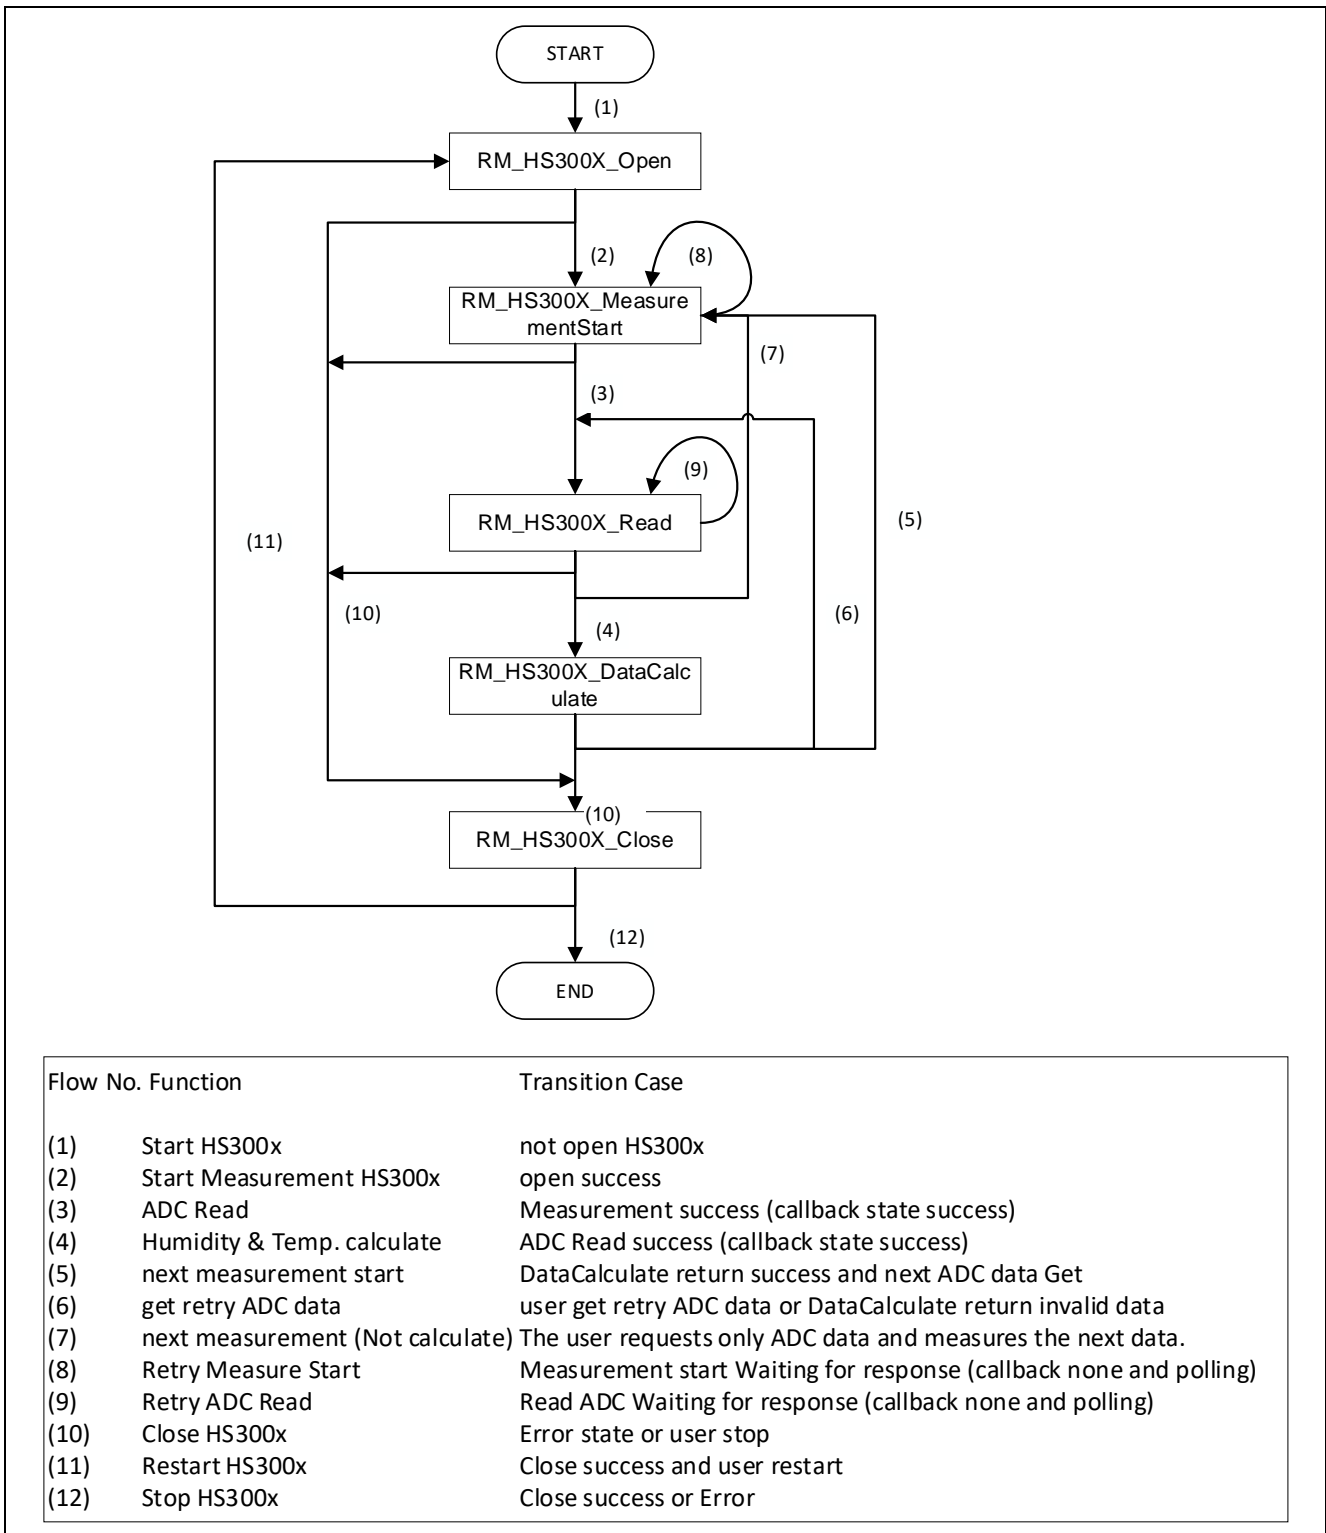 START
(1)
RM_HS300X_Open
(2)
(8)
RM_HS300X_Measure
mentStart
(7)
(3)
(9)
RM_HS300X_Read
(5)
(11)
(10)
(6)
(4)
RM_HS300X_DataCalc
ulate
(10)
RM_HS300X_Close
(12)
END
Flow No. Function Transition Case
(1) Start HS300x not open HS300x
(2) Start Measurement HS300x open success
(3) ADC Read Measurement success (callback state success)
(4) Humidity & Temp. calculate ADC Read success (callback state success)
(5) next measurement start DataCalculate return success and next ADC data Get
(6) get retry ADC data user get retry ADC data or DataCalculate return invalid data
(7) next measurement (Not calculate) The user requests only ADC data and measures the next data.
(8) Retry Measure Start Measurement start Waiting for response (callback none and polling)
(9) Retry ADC Read Read ADC Waiting for response (callback none and polling)
(10) Close HS300x Error state or user stop
(11) Restart HS300x Close success and user restart
(12) Stop HS300x Close success or Error